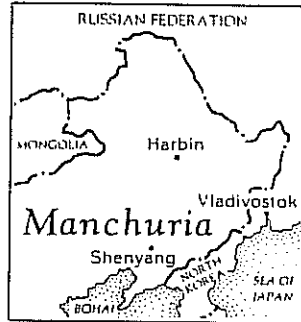 RUSSIAN FEDERATION
MONGOLIA
Harbin
Vladivostok
Manchuria
Shenyang
NORTH
KOREA
SEA OF
JAPAN
BOHAI